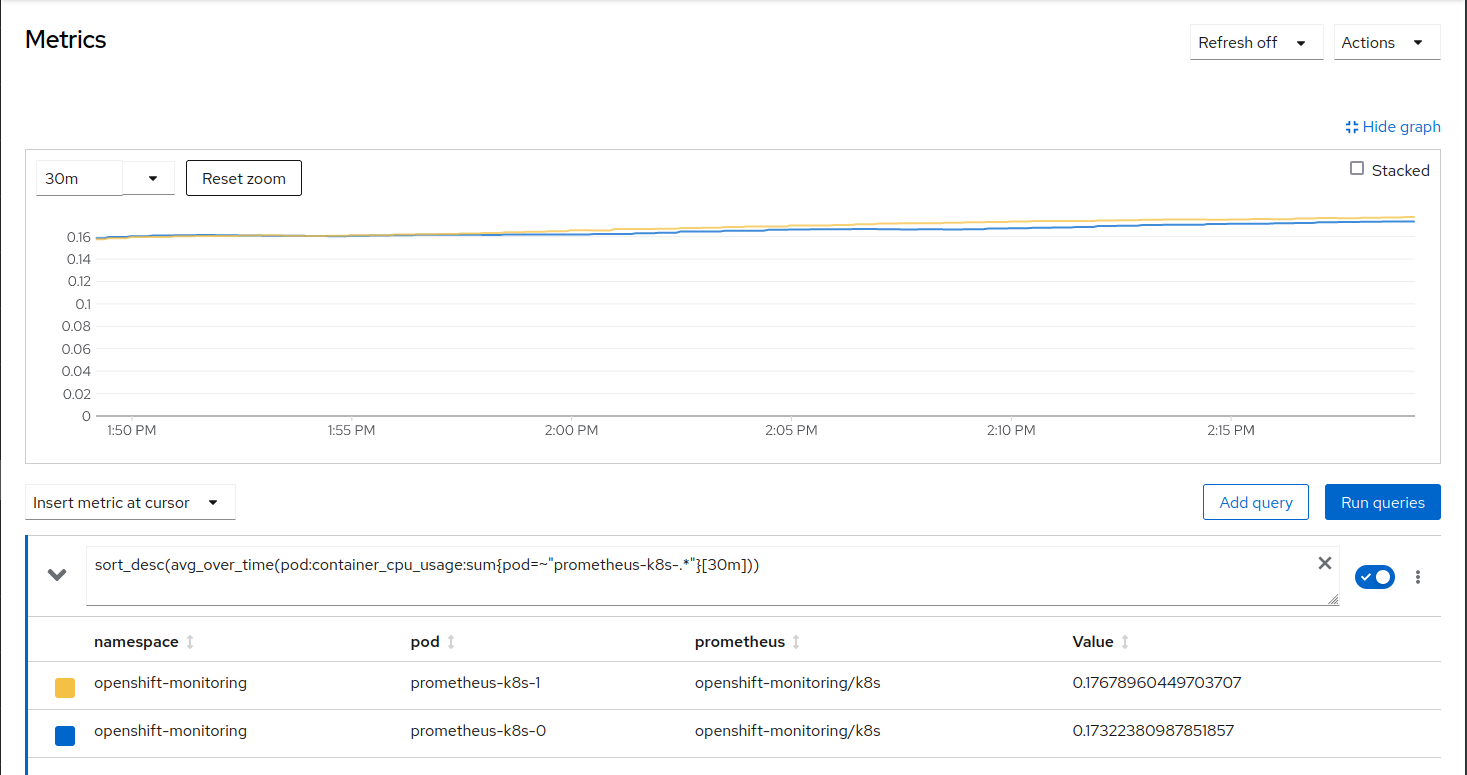 Metrics
Refresh off
Actions
Hide graph
30m
Reset zoom
Stacked
0.16
0.14
0.12
0.1
0.08
0.06
0.04
0.02
0
1:50 PM 1:55 PM 2:00 PM 2:05 PM 2:10 PM 2:15 PM
Insert metric at cursor
Add query
Run queries
sort_desc(avg_over_time(pod:container_cpu_usage:sum{pod=~"prometheus-k8s-.*"}[30m]))
namespace pod prometheus Value
openshift-monitoring prometheus-k8s-1 openshift-monitoring/k8s 0.17678960449703707
openshift-monitoring prometheus-k8s-0 openshift-monitoring/k8s 0.17322380987851857